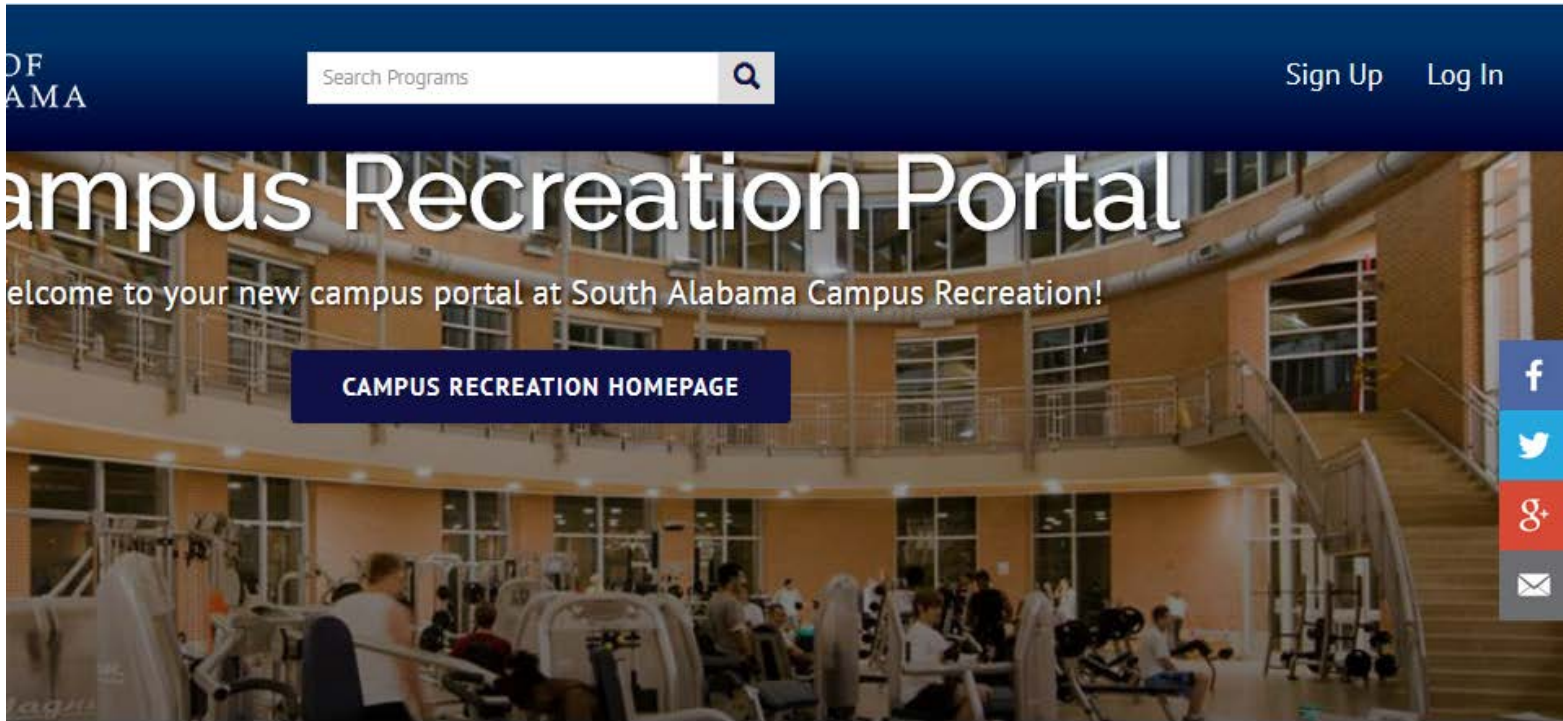 OF
AMA
Search Programs
Sign Up Log In
ampus Recreation Portal
elcome to your new campus portal at South Alabama Campus Recreation!
CAMPUS RECREATION HOMEPAGE
f
g+